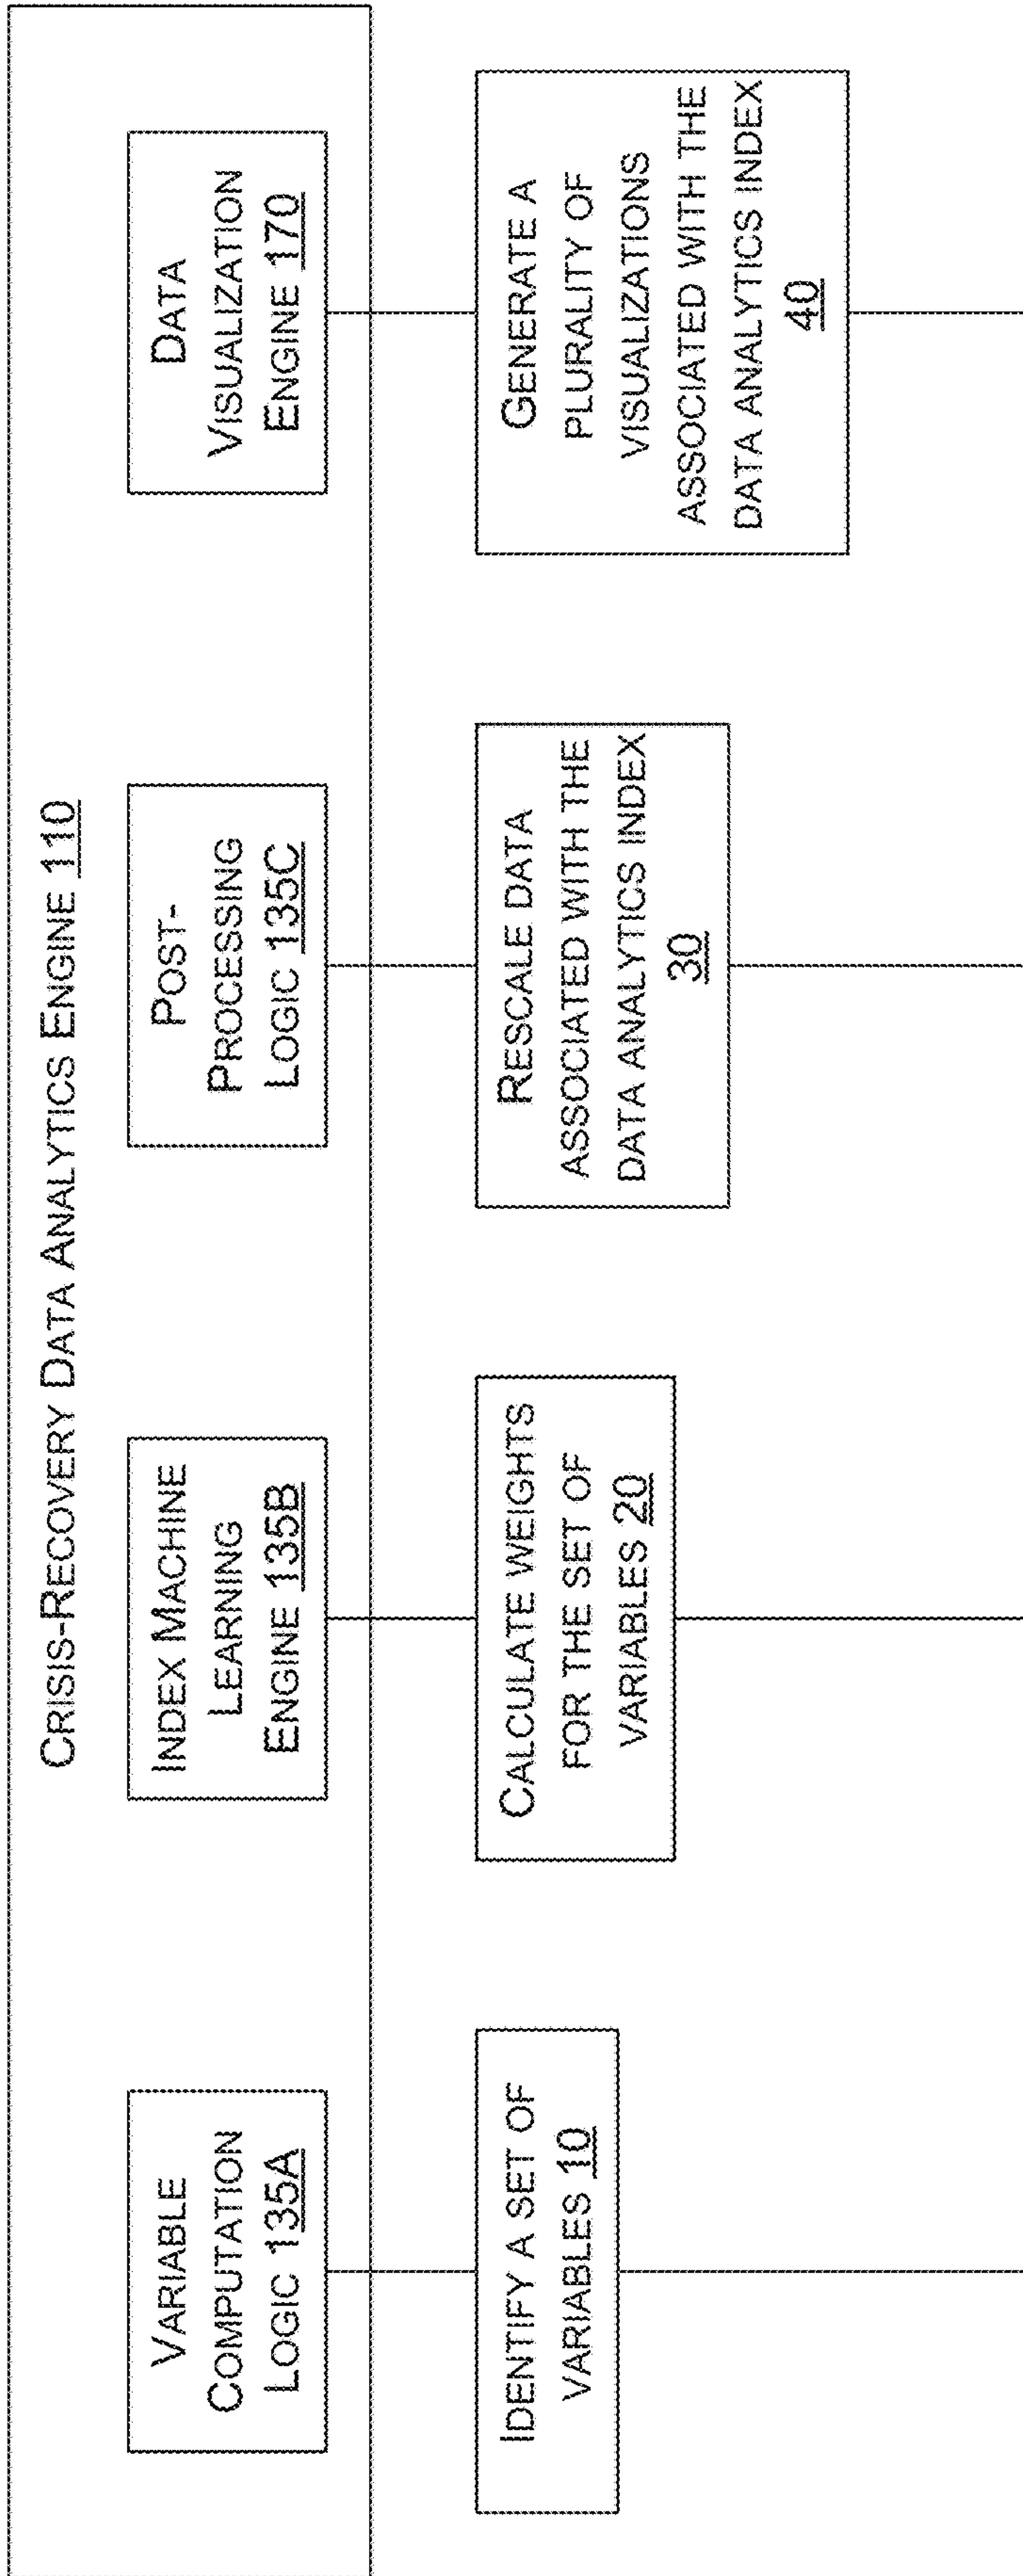 CRISIS-RECOVERY DATA ANALYTICS ENGINE 110
VARIABLE
COMPUTATION
LOGIC 135A
INDEX MACHINE
LEARNING
ENGINE 135B
POST-
PROCESSING
LOGIC 135C
DATA
VISUALIZATION
ENGINE 170
IDENTIFY A SET OF
VARIABLES 10
CALCULATE WEIGHTS
FOR THE SET OF
VARIABLES 20
RESCALE DATA
ASSOCIATED WITH THE
DATA ANALYTICS INDEX
30
GENERATE A
PLURALITY OF
VISUALIZATIONS
ASSOCIATED WITH THE
DATA ANALYTICS INDEX
40